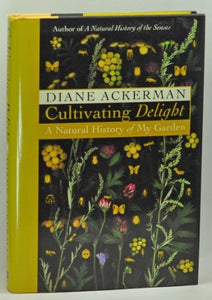 Author of A Natural History of the Senses
DIANE ACKERMAN
Cultivating Delight
A Natural History of My Garden